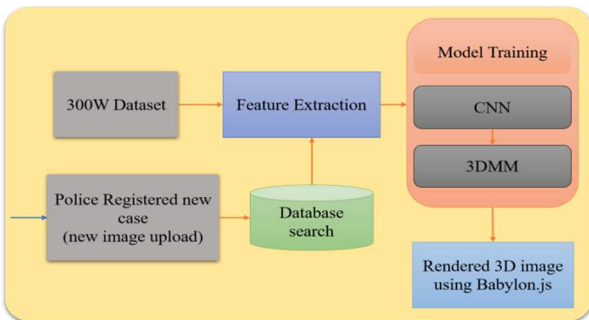 Model Training
300W Dataset
Feature Extraction
CNN
3DMM
Police Registered new
case
(new image upload)
Database
search
Rendered 3D image
using Babylon.js